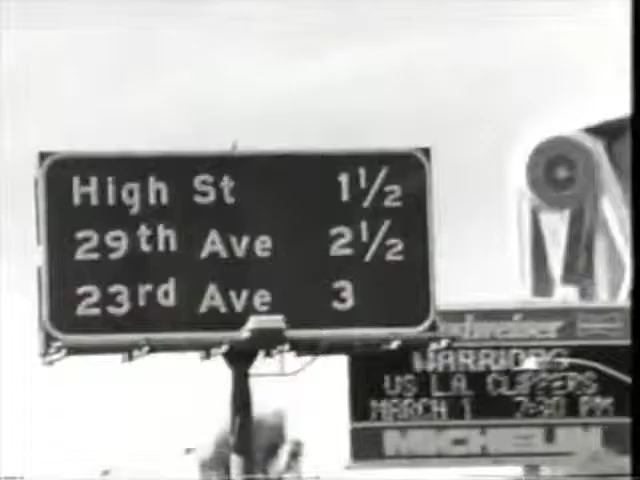 High St 1½
29th Ave 2½
23rd Ave 3
Budweiser
WARRIORS
US L.A. CLIPPERS
MARCH 1 7:30 PM
MICHELIN